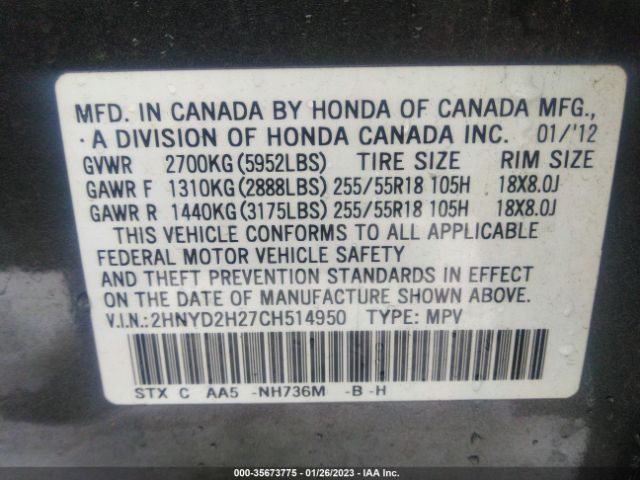 MFD. IN CANADA BY HONDA OF CANADA MFG.,
A DIVISION OF HONDA CANADA INC. 01/'12
GVWR 2700KG(5952LBS) TIRE SIZE RIM SIZE
GAWR F 1310KG(2888LBS) 255/55R18 105H 18X8.0J
GAWR R 1440KG(3175LBS) 255/55R18 105H 18X8.0J
THIS VEHICLE CONFORMS TO ALL APPLICABLE
FEDERAL MOTOR VEHICLE SAFETY
AND THEFT PREVENTION STANDARDS IN EFFECT
ON THE DATE OF MANUFACTURE SHOWN ABOVE.
V.I.N.:2HNYD2H27CH514950 TYPE: MPV
STX C AA5 -NH736M -B -H
000-35673775 - 01/26/2023 - IAA Inc.